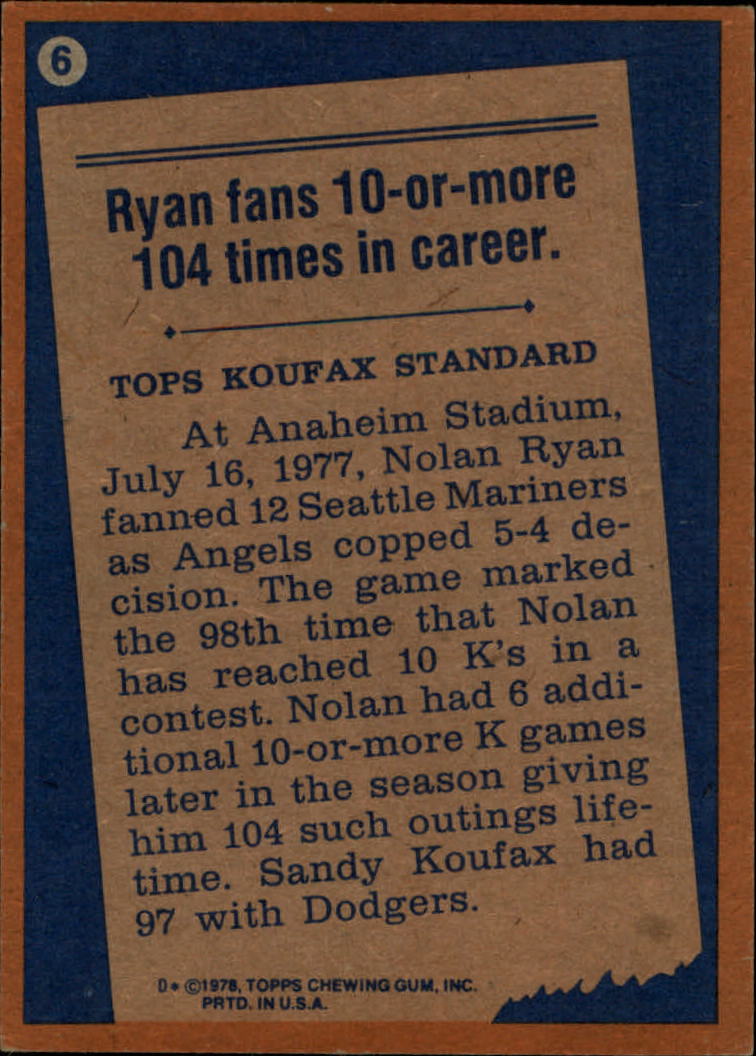 6
Ryan fans 10-or-more
104 times in career.
TOPS KOUFAX STANDARD
At Anaheim Stadium,
July 16, 1977, Nolan Ryan
fanned 12 Seattle Mariners
as Angels copped 5-4 de-
cision. The game marked
the 98th time that Nolan
has reached 10 K's in a
contest. Nolan had 6 addi-
tional 10-or-more K games
later in the season giving
him 104 such outings life-
time. Sandy Koufax had
97 with Dodgers.
D* ©1978, TOPPS CHEWING GUM, INC.
PRTD. IN U.S.A.